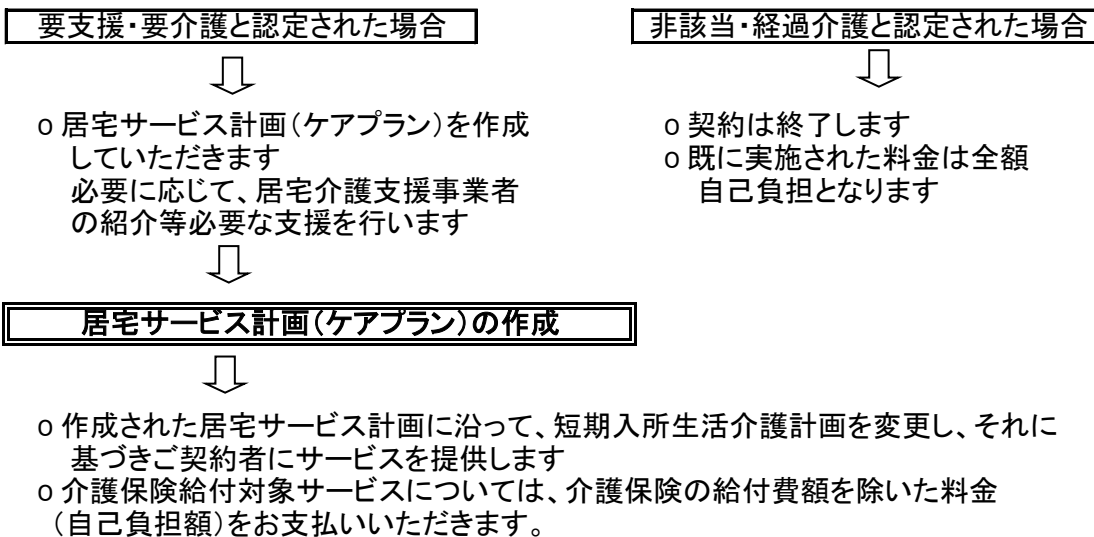 要支援・要介護と認定された場合
非該当・経過介護と認定された場合
o 居宅サービス計画（ケアプラン）を作成
していただきます
必要に応じて、居宅介護支援事業者
の紹介等必要な支援を行います
o 契約は終了します
o 既に実施された料金は全額
自己負担となります
居宅サービス計画（ケアプラン）の作成
o 作成された居宅サービス計画に沿って、短期入所生活介護計画を変更し、それに
基づきご契約者にサービスを提供します
o 介護保険給付対象サービスについては、介護保険の給付費額を除いた料金
（自己負担額）をお支払いいただきます。